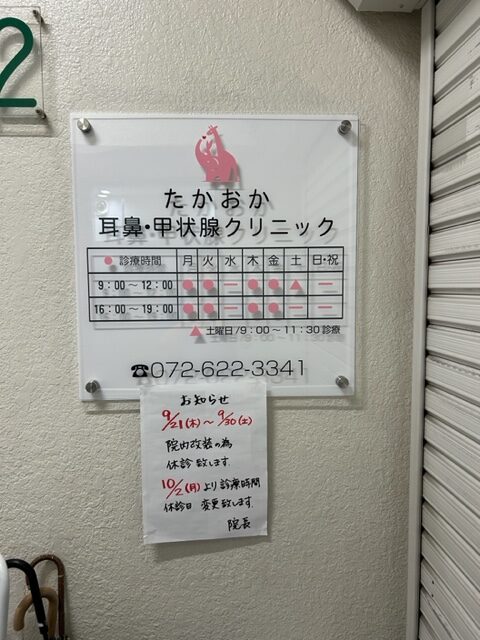 2
たかおか
耳鼻・甲状腺クリニック
● 診療時間 月 火 水 木 金 土 日・祝
9:00〜12:00 ● ● — ● ● ▲ —
16:00〜19:00 ● ● — ● ● — —
▲土曜日/9:00〜11:30診療
☎072-622-3341
お知らせ
9/21(木)〜9/30(土)
院内改装の為
休診致します.
10/2(月)より診療時間
休診日 変更致します.
院長